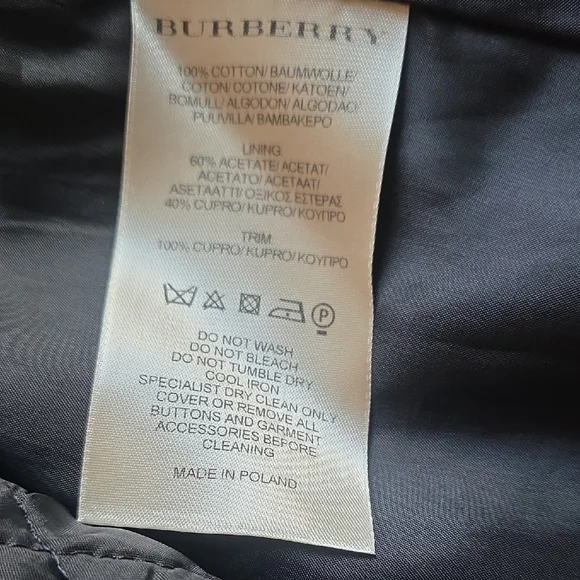 BURBERRY
100% COTTON/ BAUMWOLLE/
COTON/ COTONE/ KATOEN/
BOMULL/ ALGODON/ ALGODAO/
PUUVILLA/ ΒΑΜΒΑΚΕΡΟ
LINING
60% ACETATE/ ACETAT/
ACETATO/ ACETAAT/
ASETAATTI/ ΟΞΙΚΟΣ ΕΣΤΕΡΑΣ
40% CUPRO/ KUPRO/ ΚΟΥΠΡΟ
TRIM
100% CUPRO/ KUPRO/ ΚΟΥΠΡΟ
P
DO NOT WASH
DO NOT BLEACH
DO NOT TUMBLE DRY
COOL IRON
SPECIALIST DRY CLEAN ONLY
COVER OR REMOVE ALL
BUTTONS AND GARMENT
ACCESSORIES BEFORE
CLEANING
MADE IN POLAND